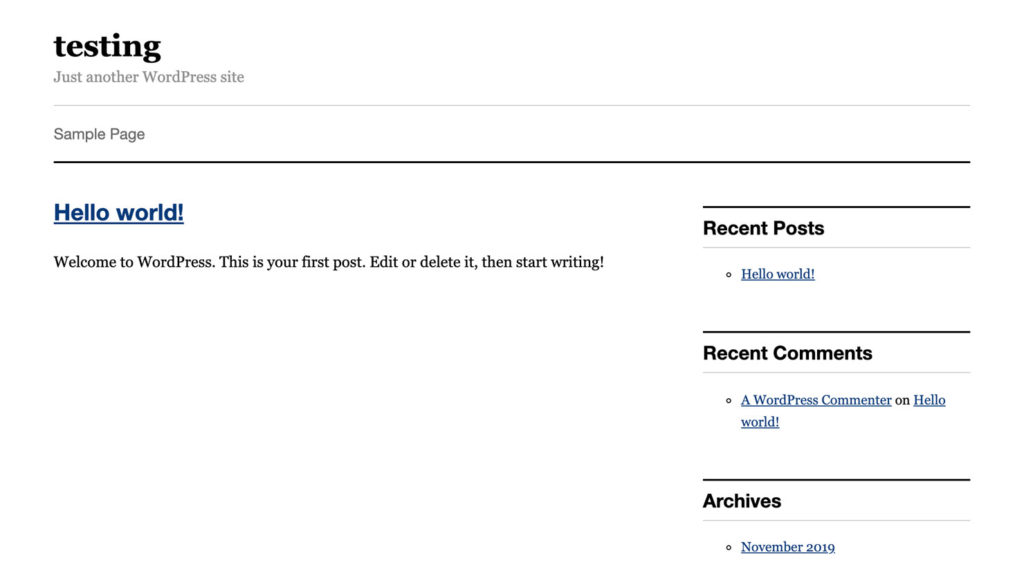 testing
Just another WordPress site
Sample Page
Hello world!
Welcome to WordPress. This is your first post. Edit or delete it, then start writing!
Recent Posts
Hello world!
Recent Comments
A WordPress Commenter on Hello
world!
Archives
November 2019